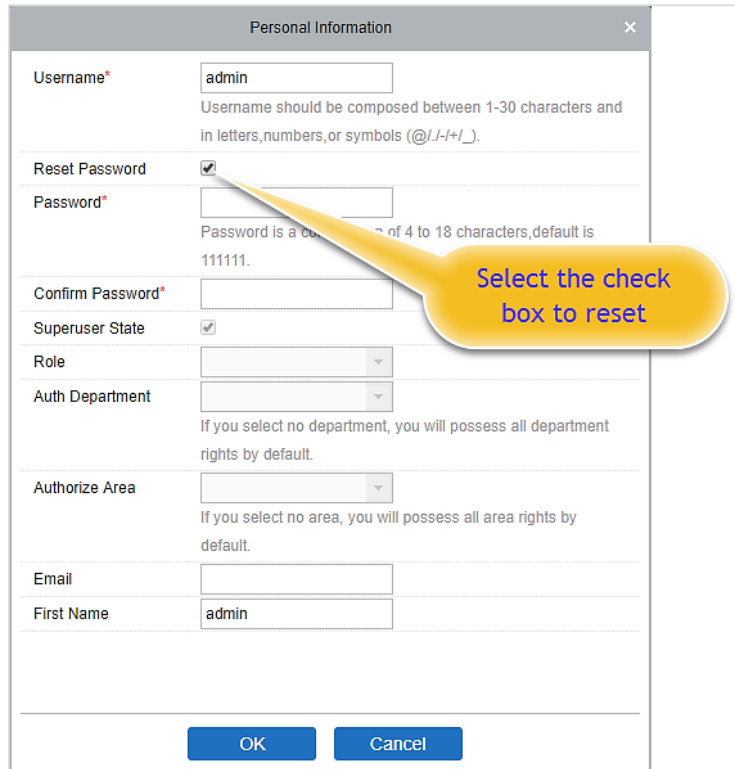 Personal Information ×
Username* admin
Username should be composed between 1-30 characters and
in letters,numbers,or symbols (@/./-/+/_).
Reset Password
Password*
Password is a co n of 4 to 18 characters,default is
111111.
Select the check
box to reset
Confirm Password*
Superuser State
Role
Auth Department
If you select no department, you will possess all department
rights by default.
Authorize Area
If you select no area, you will possess all area rights by
default.
Email
First Name admin
OK Cancel